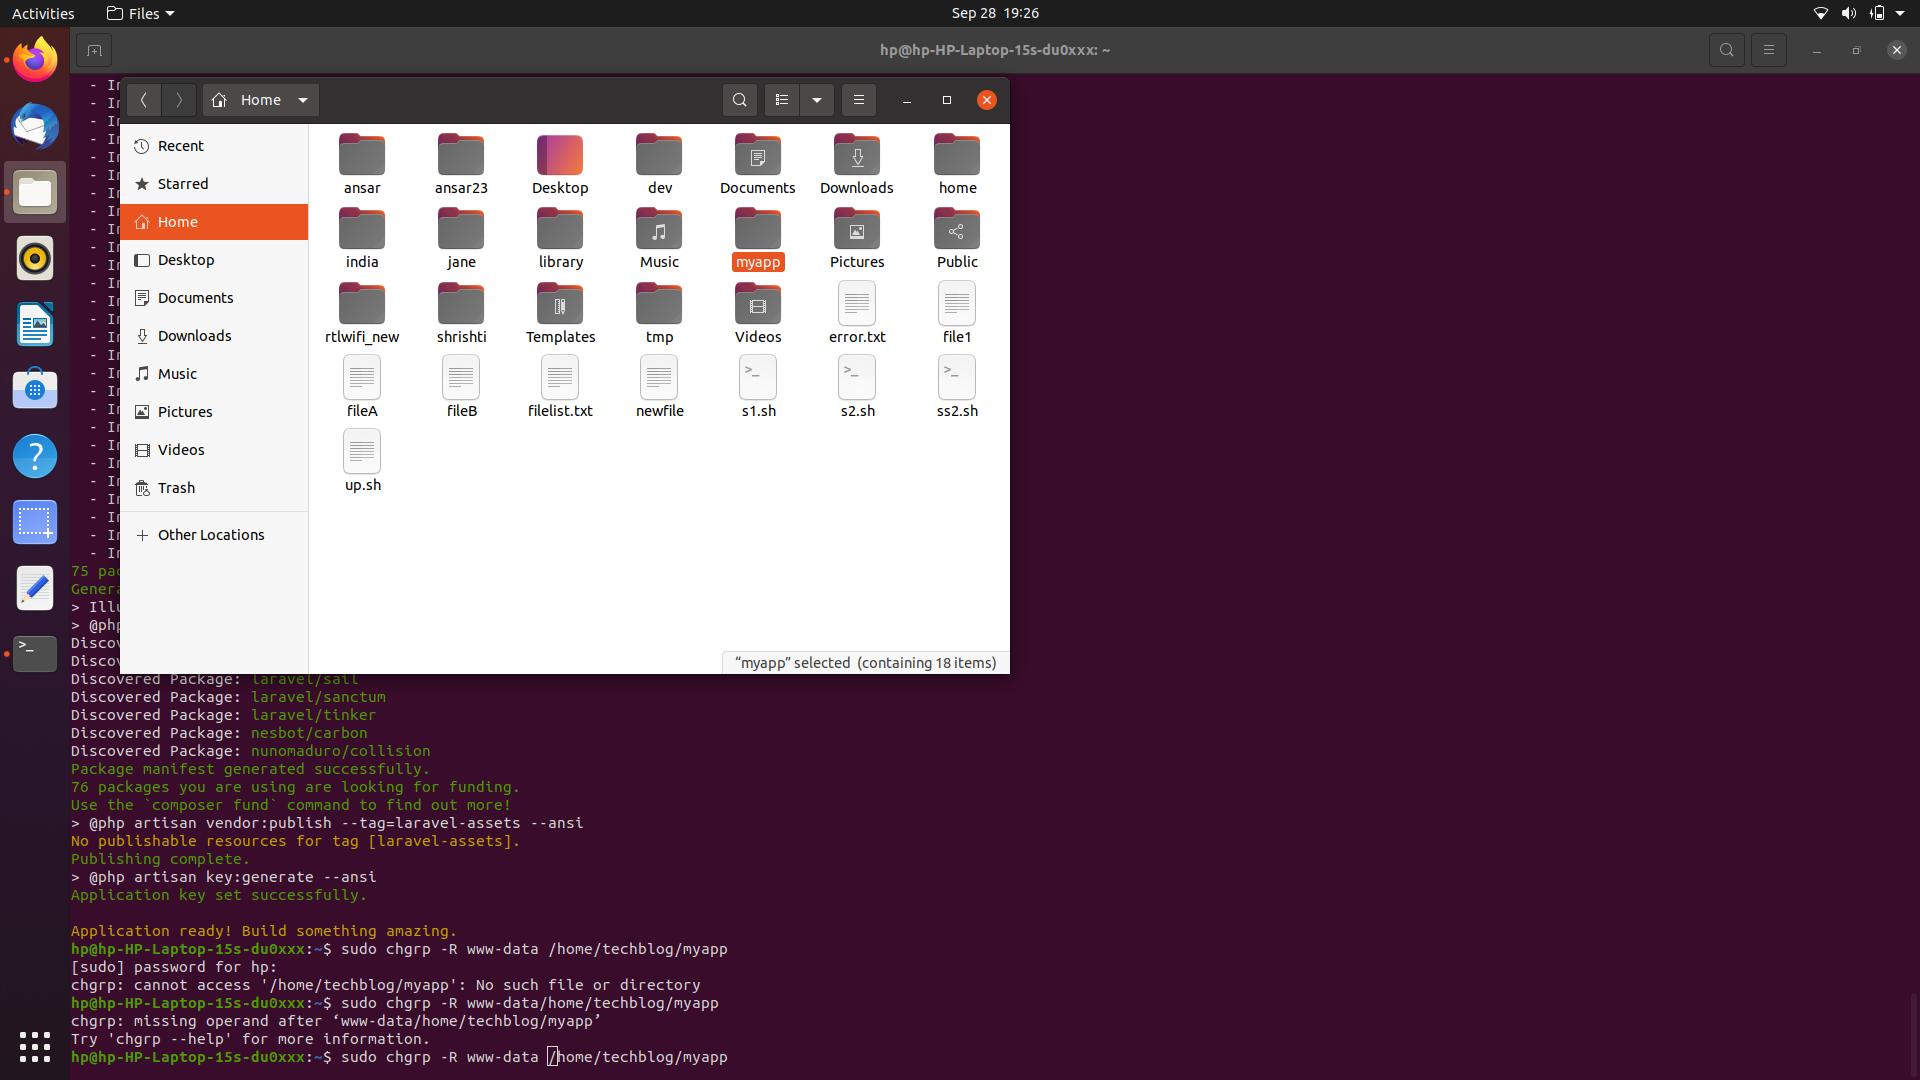 Activities
Files
Sep 28 19:26
hp@hp-HP-Laptop-15s-du0xxx: ~
Home
Recent
Starred
Home
Desktop
Documents
Downloads
Music
Pictures
Videos
Trash
Other Locations
ansar ansar23 Desktop dev Documents Downloads home
india jane library Music myapp Pictures Public
rtlwifi_new shrishti Templates tmp Videos error.txt file1
fileA fileB filelist.txt newfile s1.sh s2.sh ss2.sh
up.sh
“myapp” selected (containing 18 items)
75
>
> @php
Discovered Package: laravel/sail
Discovered Package: laravel/sanctum
Discovered Package: laravel/tinker
Discovered Package: nesbot/carbon
Discovered Package: nunomaduro/collision
Package manifest generated successfully.
76 packages you are using are looking for funding.
Use the `composer fund` command to find out more!
> @php artisan vendor:publish --tag=laravel-assets --ansi
No publishable resources for tag [laravel-assets].
Publishing complete.
> @php artisan key:generate --ansi
Application key set successfully.
Application ready! Build something amazing.
hp@hp-HP-Laptop-15s-du0xxx:~$ sudo chgrp -R www-data /home/techblog/myapp
[sudo] password for hp:
chgrp: cannot access '/home/techblog/myapp': No such file or directory
hp@hp-HP-Laptop-15s-du0xxx:~$ sudo chgrp -R www-data/home/techblog/myapp
chgrp: missing operand after ‘www-data/home/techblog/myapp’
Try 'chgrp --help' for more information.
hp@hp-HP-Laptop-15s-du0xxx:~$ sudo chgrp -R www-data /home/techblog/myapp